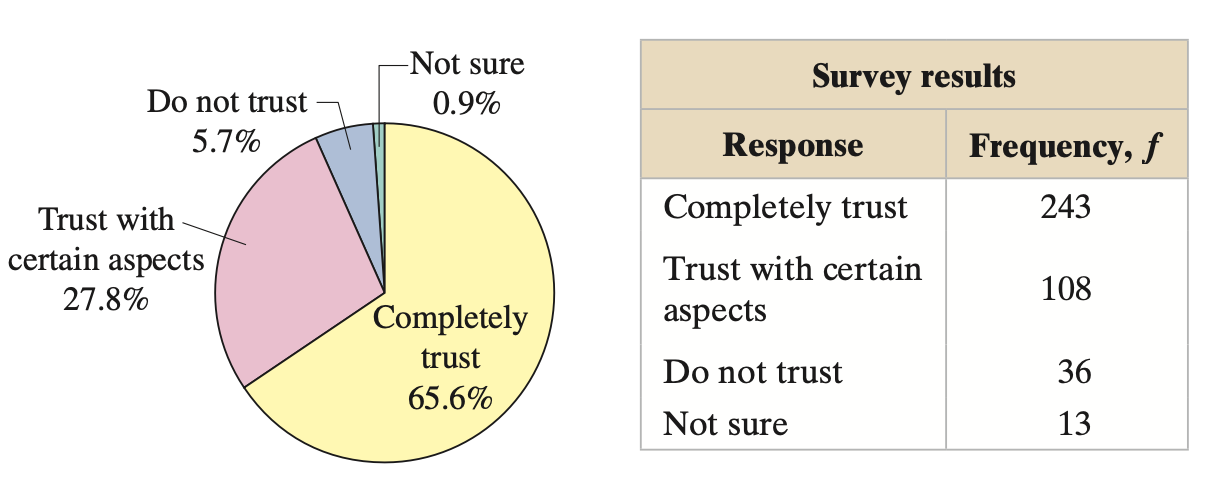 Not sure
0.9%
Do not trust
5.7%
Trust with
certain aspects
27.8%
Completely
trust
65.6%
Survey results
Response Frequency, f
Completely trust 243
Trust with certain
aspects 108
Do not trust 36
Not sure 13